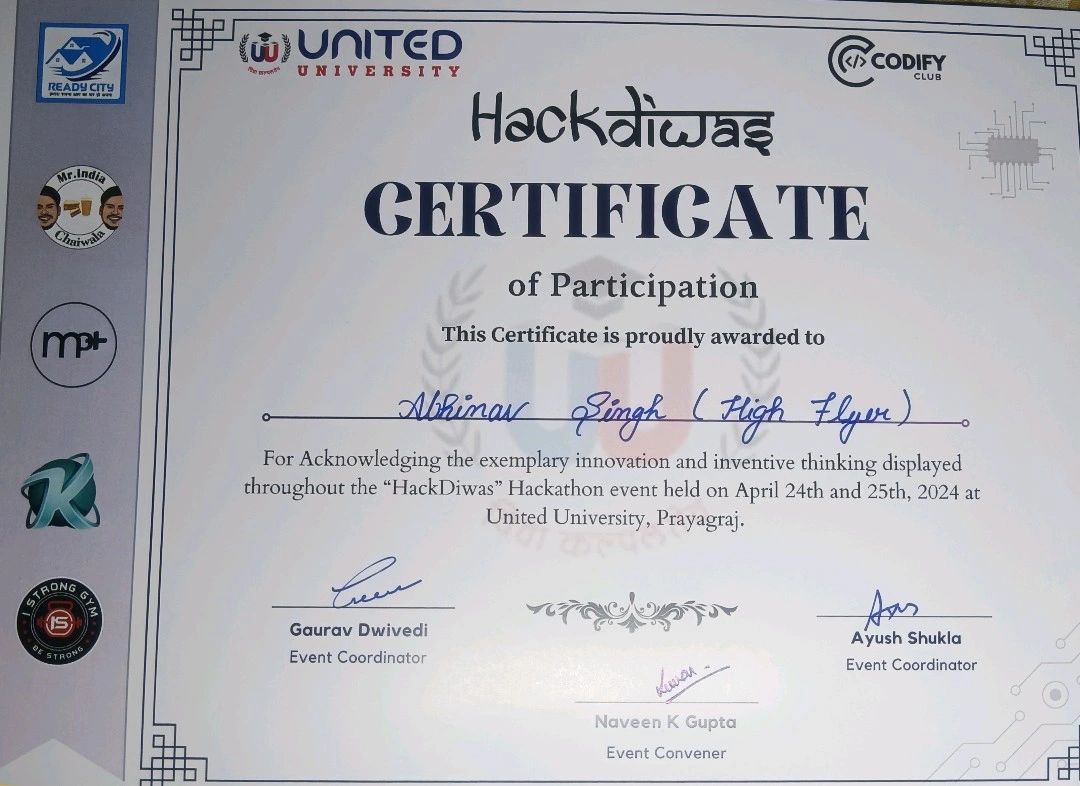 READY CITY
UNITED
UNIVERSITY
</> CODIFY
CLUB
Hackdiwas
CERTIFICATE
of Participation
This Certificate is proudly awarded to
Abhinav Singh (High Flyer)
For Acknowledging the exemplary innovation and inventive thinking displayed
throughout the “HackDiwas” Hackathon event held on April 24th and 25th, 2024 at
United University, Prayagraj.
Gaurav Dwivedi
Event Coordinator
Ayush Shukla
Event Coordinator
Naveen K Gupta
Event Convener
Mr.India
Chaiwala
K
I STRONG GYM
IS
BE STRONG